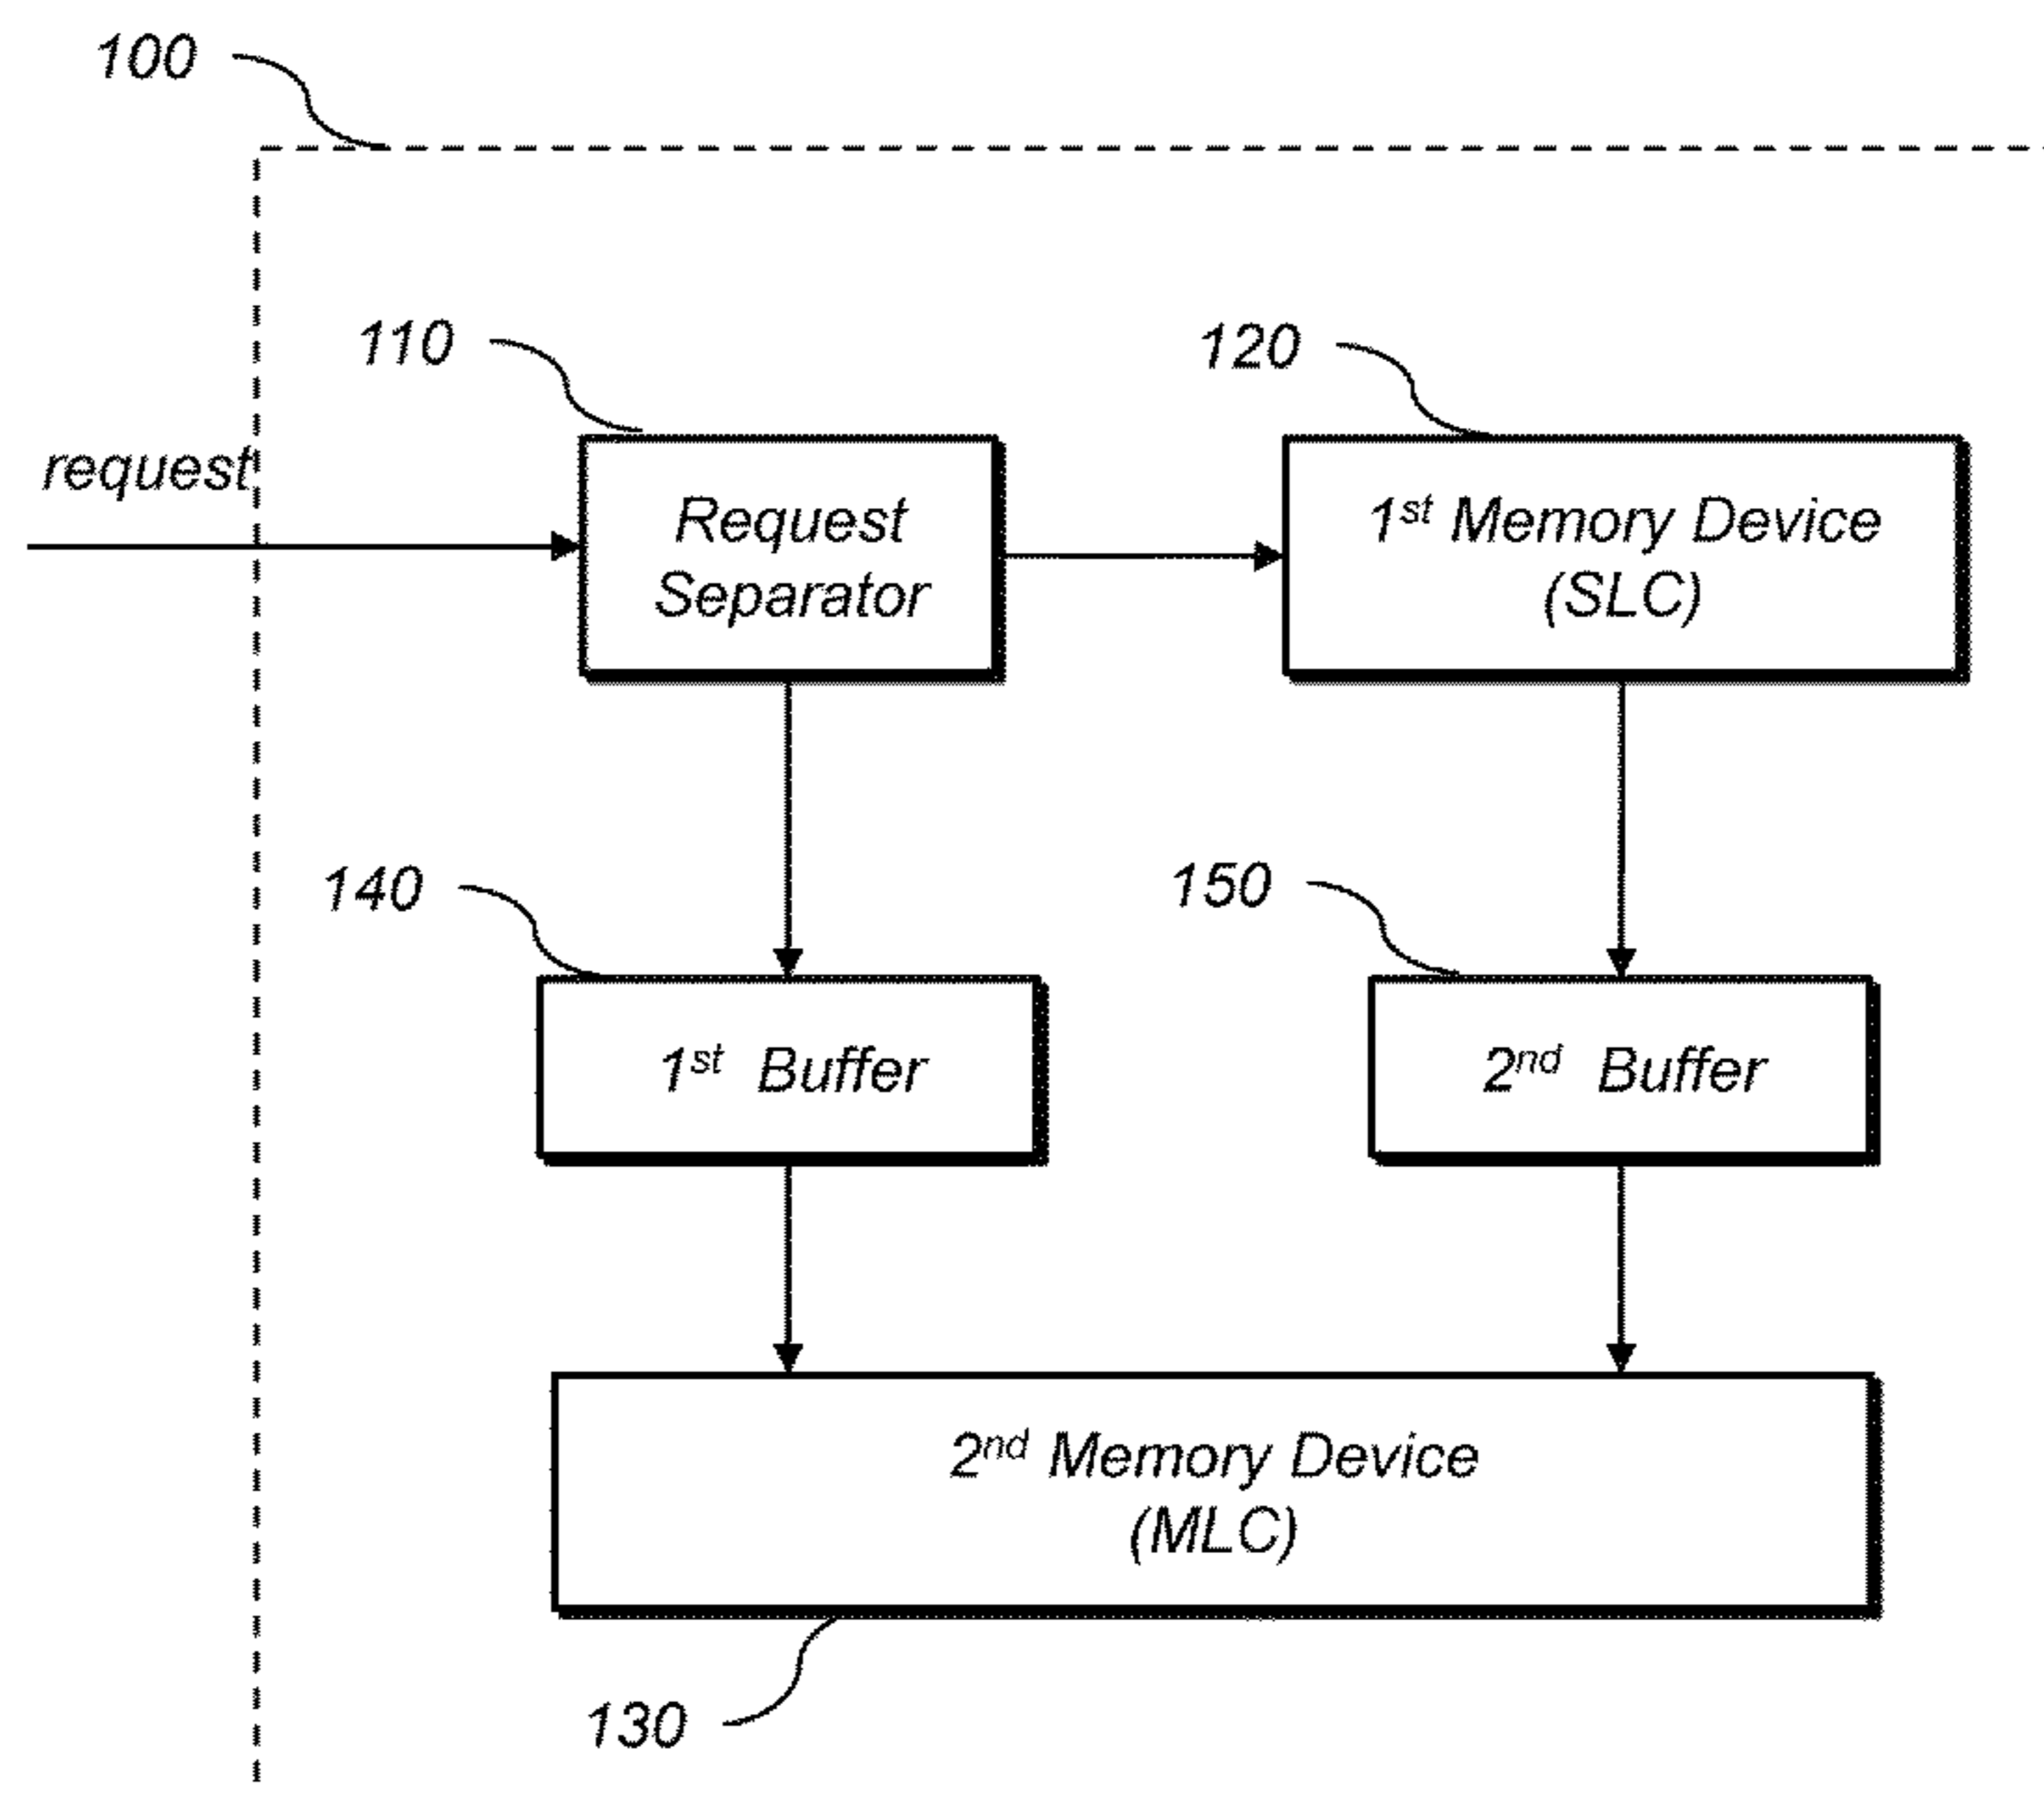 100
110
120
request
Request
Separator
1st Memory Device
(SLC)
140
150
1st Buffer
2nd Buffer
2nd Memory Device
(MLC)
130